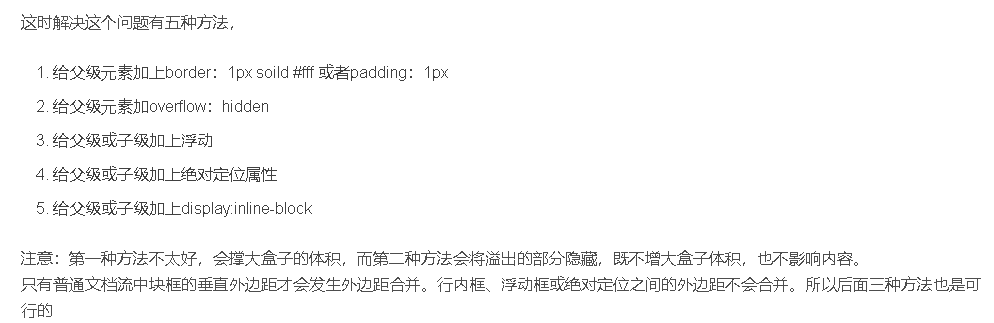 这时解决这个问题有五种方法，
1. 给父级元素加上border：1px soild #fff 或者padding：1px
2. 给父级元素加overflow：hidden
3. 给父级或子级加上浮动
4. 给父级或子级加上绝对定位属性
5. 给父级或子级加上display:inline-block
注意：第一种方法不太好，会撑大盒子的体积，而第二种方法会将溢出的部分隐藏，既不增大盒子体积，也不影响内容。
只有普通文档流中块框的垂直外边距才会发生外边距合并。行内框、浮动框或绝对定位之间的外边距不会合并。所以后面三种方法也是可
行的